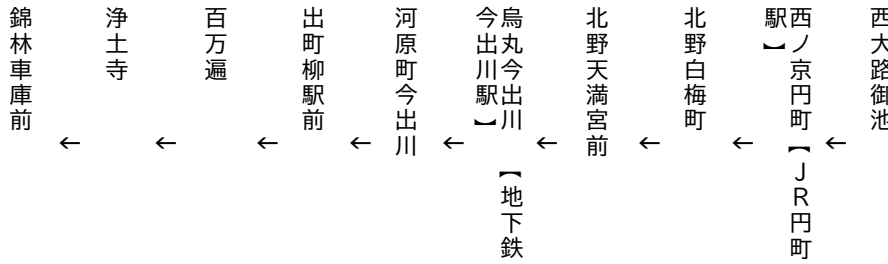 西大路御池
←
西ノ京円町【JR円町
駅】
←
北野白梅町
←
北野天満宮前
←
烏丸今出川【地下鉄
今出川駅】
←
河原町今出川
←
出町柳駅前
←
百万遍
←
浄土寺
←
錦林車庫前